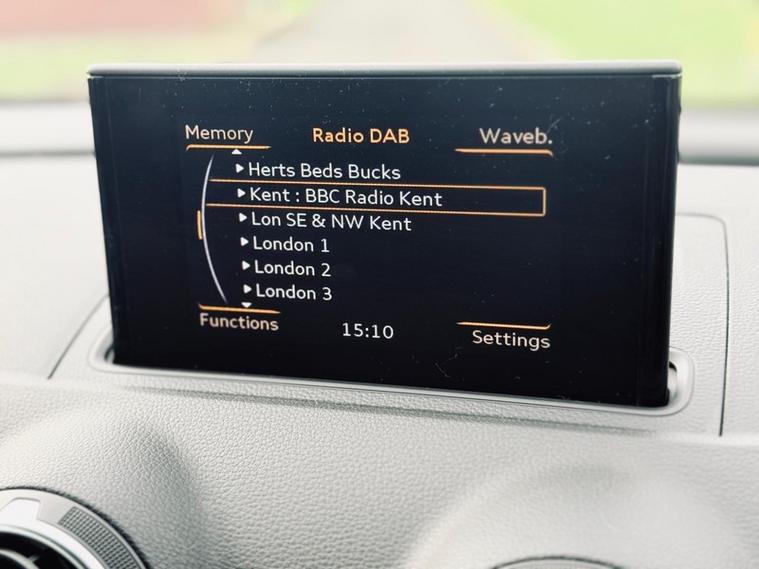 Memory Radio DAB Waveb.
Herts Beds Bucks
Kent : BBC Radio Kent
Lon SE & NW Kent
London 1
London 2
London 3
Functions 15:10 Settings